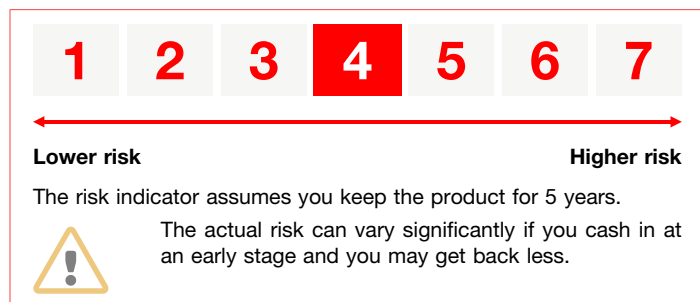 1 2 3 4 5 6 7
Lower risk Higher risk
The risk indicator assumes you keep the product for 5 years.
The actual risk can vary significantly if you cash in at
an early stage and you may get back less.